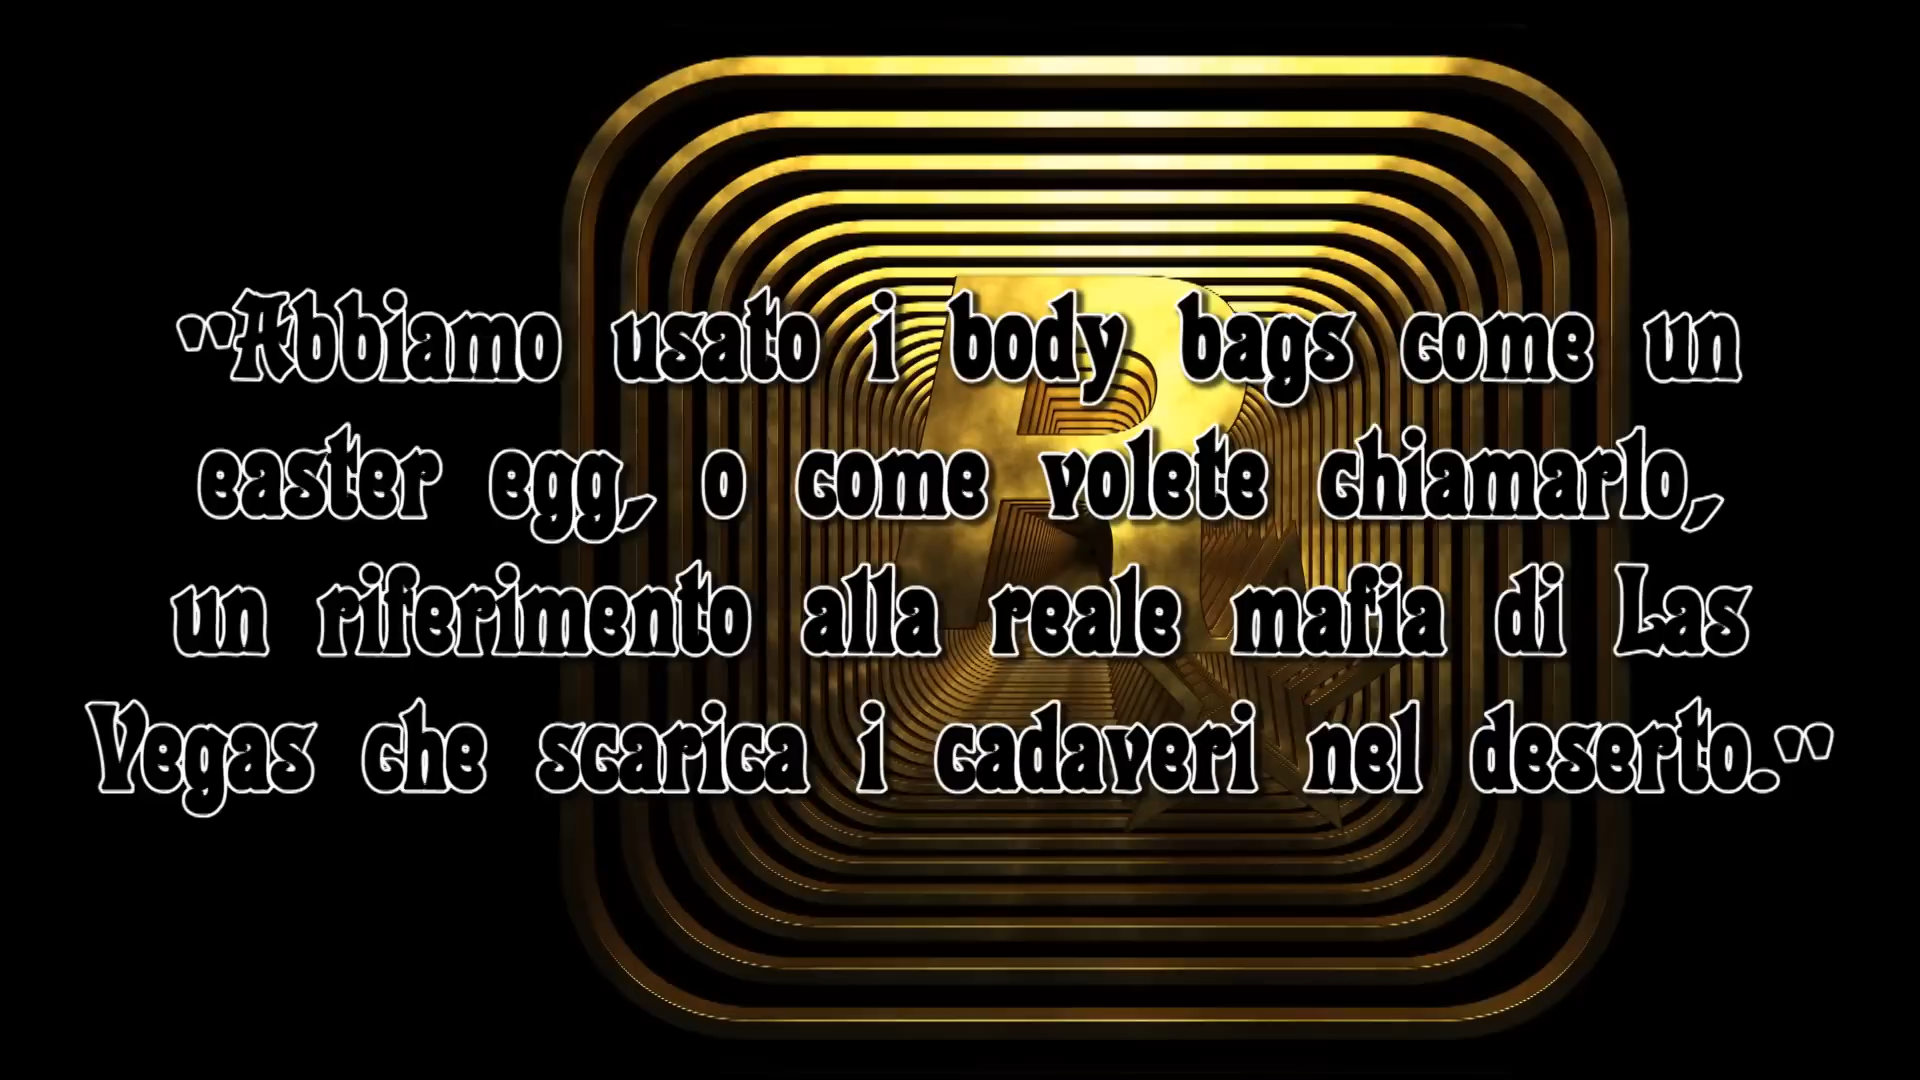 "Abbiamo usato i body bags come un
easter egg, o come volete chiamarlo,
un riferimento alla reale mafia di Las
Vegas che scarica i cadaveri nel deserto."
R